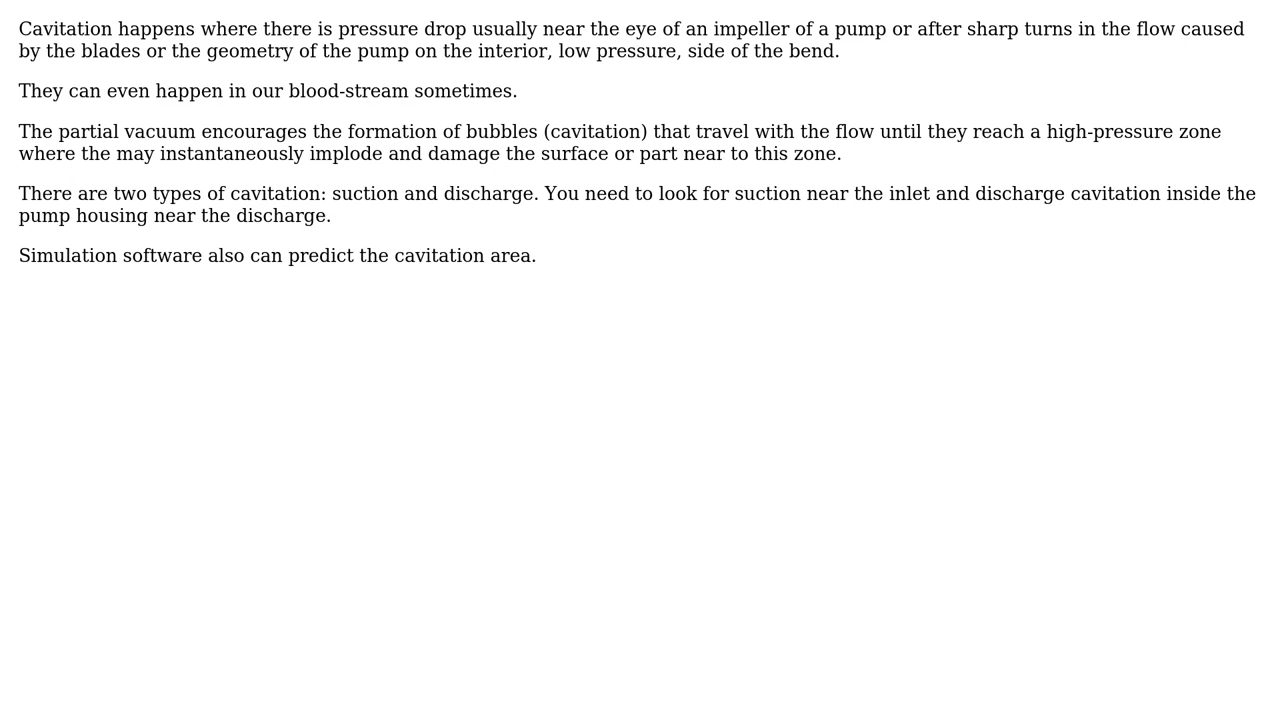 Cavitation happens where there is pressure drop usually near the eye of an impeller of a pump or after sharp turns in the flow caused
by the blades or the geometry of the pump on the interior, low pressure, side of the bend.
They can even happen in our blood-stream sometimes.
The partial vacuum encourages the formation of bubbles (cavitation) that travel with the flow until they reach a high-pressure zone
where the may instantaneously implode and damage the surface or part near to this zone.
There are two types of cavitation: suction and discharge. You need to look for suction near the inlet and discharge cavitation inside the
pump housing near the discharge.
Simulation software also can predict the cavitation area.